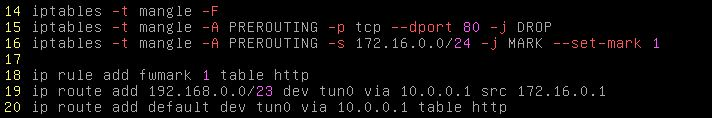 14 iptables -t mangle -F
15 iptables -t mangle -A PREROUTING -p tcp --dport 80 -j DROP
16 iptables -t mangle -A PREROUTING -s 172.16.0.0/24 -j MARK --set-mark 1
17
18 ip rule add fwmark 1 table http
19 ip route add 192.168.0.0/23 dev tun0 via 10.0.0.1 src 172.16.0.1
20 ip route add default dev tun0 via 10.0.0.1 table http